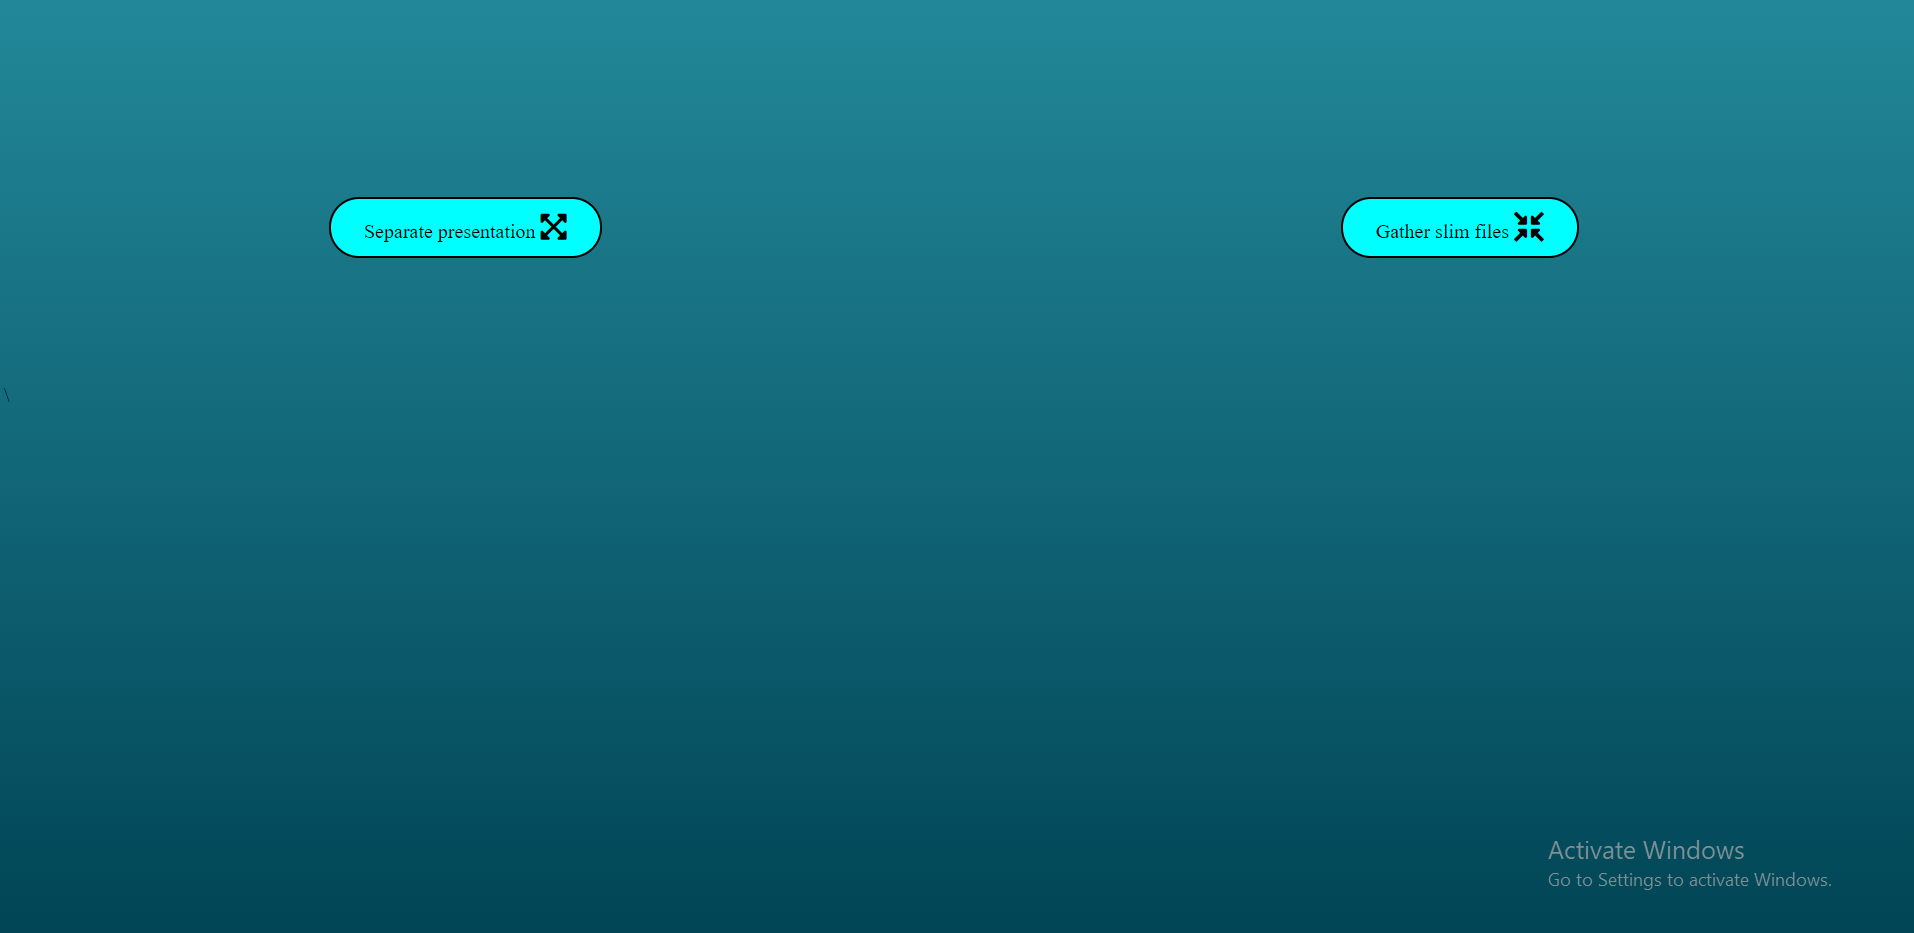 Separate presentation
Gather slim files
\
Activate Windows
Go to Settings to activate Windows.